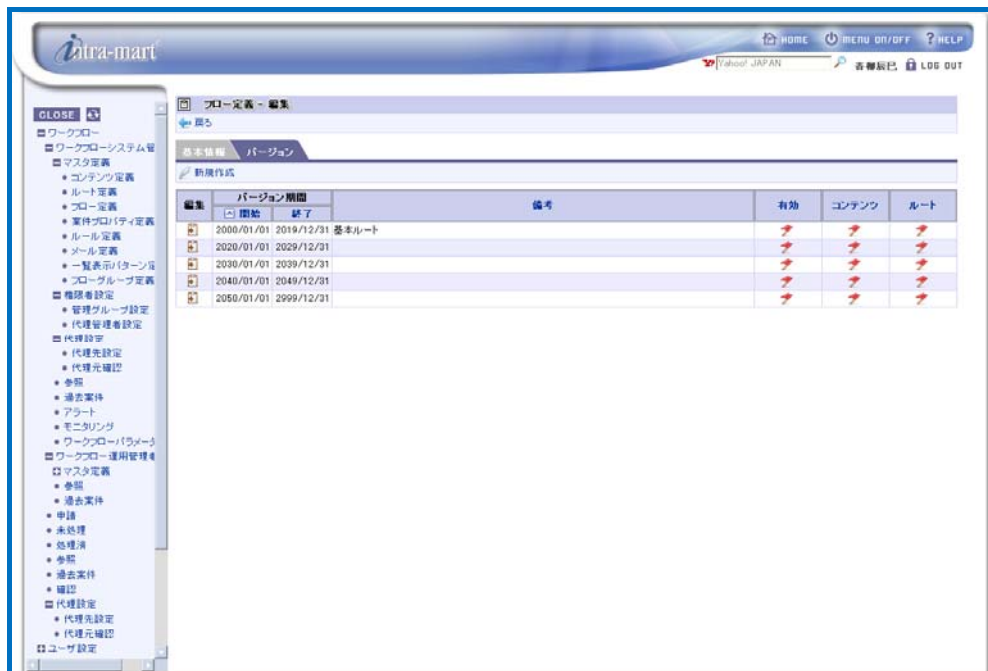 intra-mart
HOME MENU ON/OFF ? HELP
Yahoo! JAPAN 青柳辰巳 LOG OUT
CLOSE
ワークフロー
ワークフローシステム管
マスタ定義
コンテンツ定義
ルート定義
フロー定義
案件プロパティ定義
ルール定義
メール定義
一覧表示パターン定
フローグループ定義
権限者設定
管理グループ設定
代理管理者設定
代理設定
代理先設定
代理元確認
参照
過去案件
アラート
モニタリング
ワークフローパラメータ
ワークフロー運用管理者
マスタ定義
参照
過去案件
申請
未処理
処理済
参照
過去案件
確認
代理設定
代理先設定
代理元確認
ユーザ設定
フロー定義 - 編集
戻る
基本情報 バージョン
新規作成
編集 バージョン期間 備考 有効 コンテンツ ルート
開始 終了
2000/01/01 2019/12/31 基本ルート
2020/01/01 2029/12/31
2030/01/01 2039/12/31
2040/01/01 2049/12/31
2050/01/01 2999/12/31